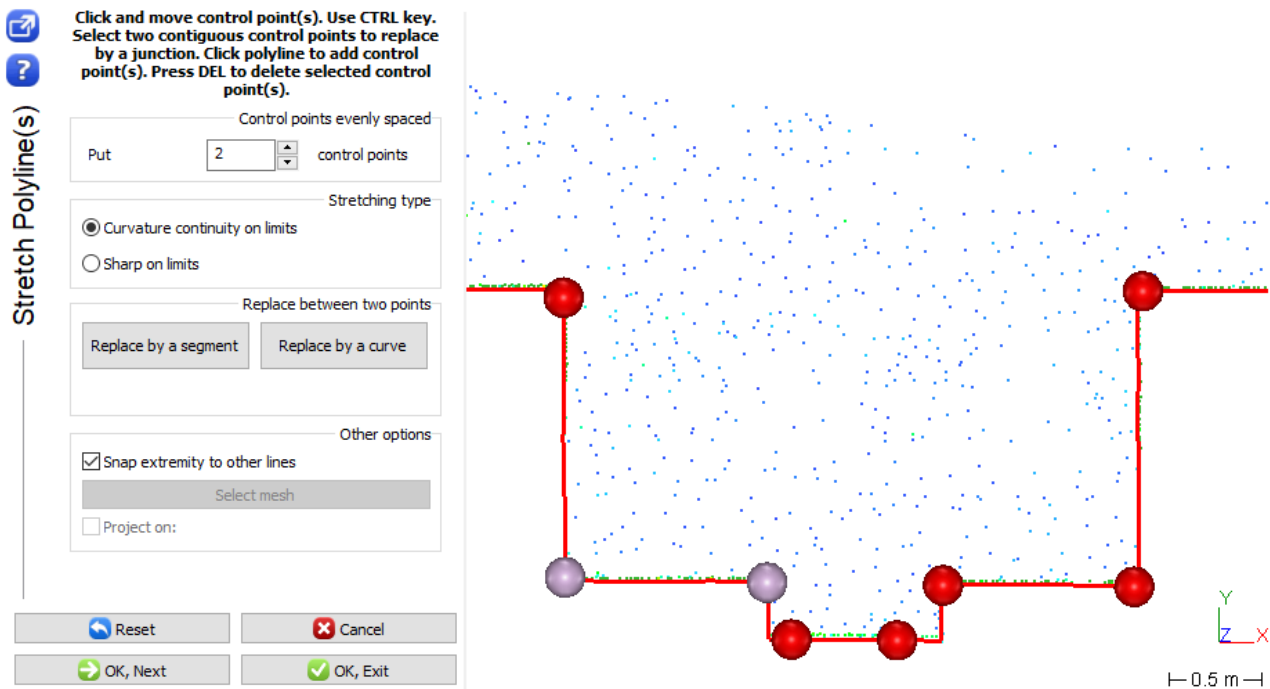 Click and move control point(s). Use CTRL key.
Select two contiguous control points to replace
by a junction. Click polyline to add control
point(s). Press DEL to delete selected control
point(s).
?
Stretch Polyline(s)
Control points evenly spaced
Put 2 control points
Stretching type
Curvature continuity on limits
Sharp on limits
Replace between two points
Replace by a segment Replace by a curve
Other options
Snap extremity to other lines
Select mesh
Project on:
Reset Cancel
OK, Next OK, Exit
Y
Z X
0.5 m